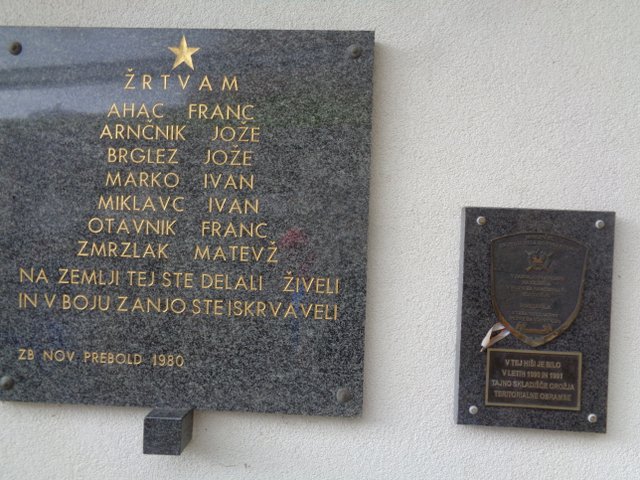 ŽRTVAM
AHAC FRANC
ARNČNIK JOŽE
BRGLEZ JOŽE
MARKO IVAN
MIKLAVC IVAN
OTAVNIK FRANC
ZMRZLAK MATEVŽ
NA ZEMLJI TEJ STE DELALI ŽIVELI
IN V BOJU ZANJO STE IZKRVAVELI
ZB NOV PREBOLD 1980
V TEJ HIŠI JE BILO
V LETIH 1990 IN 1991
TAJNO SKLADIŠČE OROŽJA
TERITORIALNE OBRAMBE